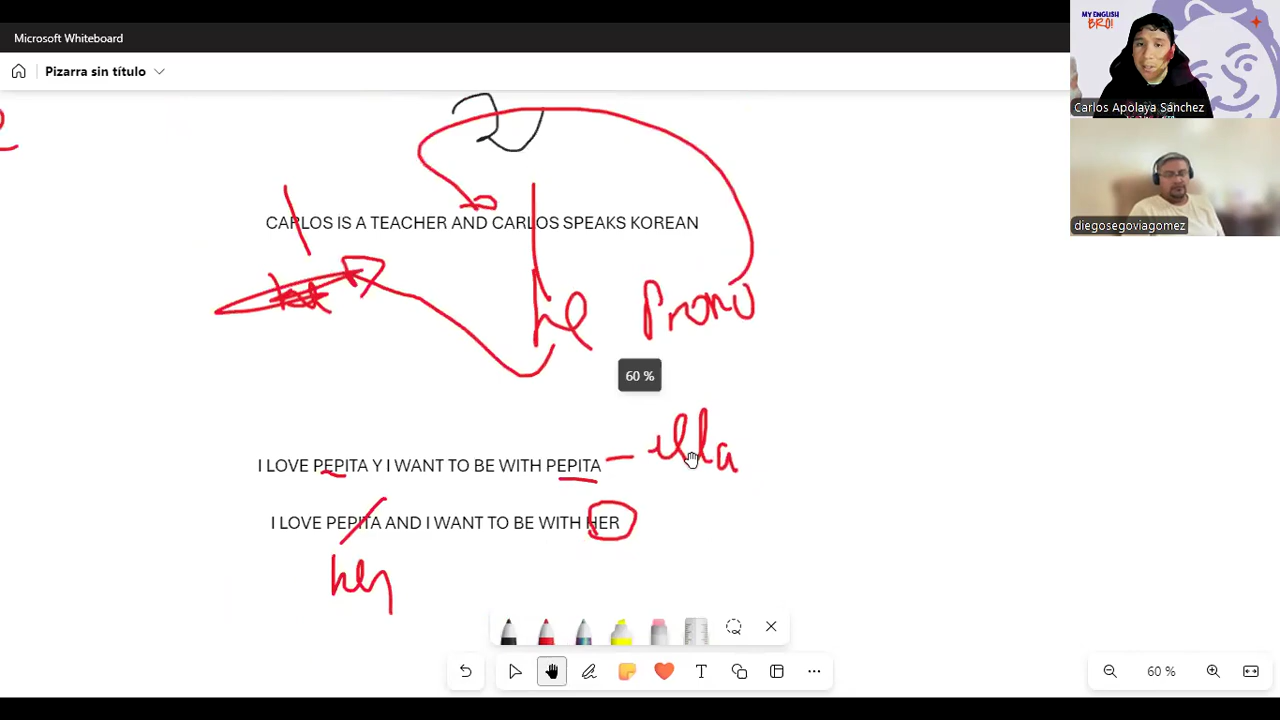 Microsoft Whiteboard
Pizarra sin título
MY ENGLISH
BRO!
Carlos Apolaya Sánchez
diegosegoviagomez
CARLOS IS A TEACHER AND CARLOS SPEAKS KOREAN
he Prono
60 %
ella
I LOVE PEPITA Y I WANT TO BE WITH PEPITA
I LOVE PEPITA AND I WANT TO BE WITH HER
her
60 %